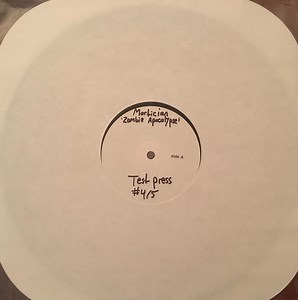 Mortician
'Zombie Apocalypse'
side A
Test press
#4/5